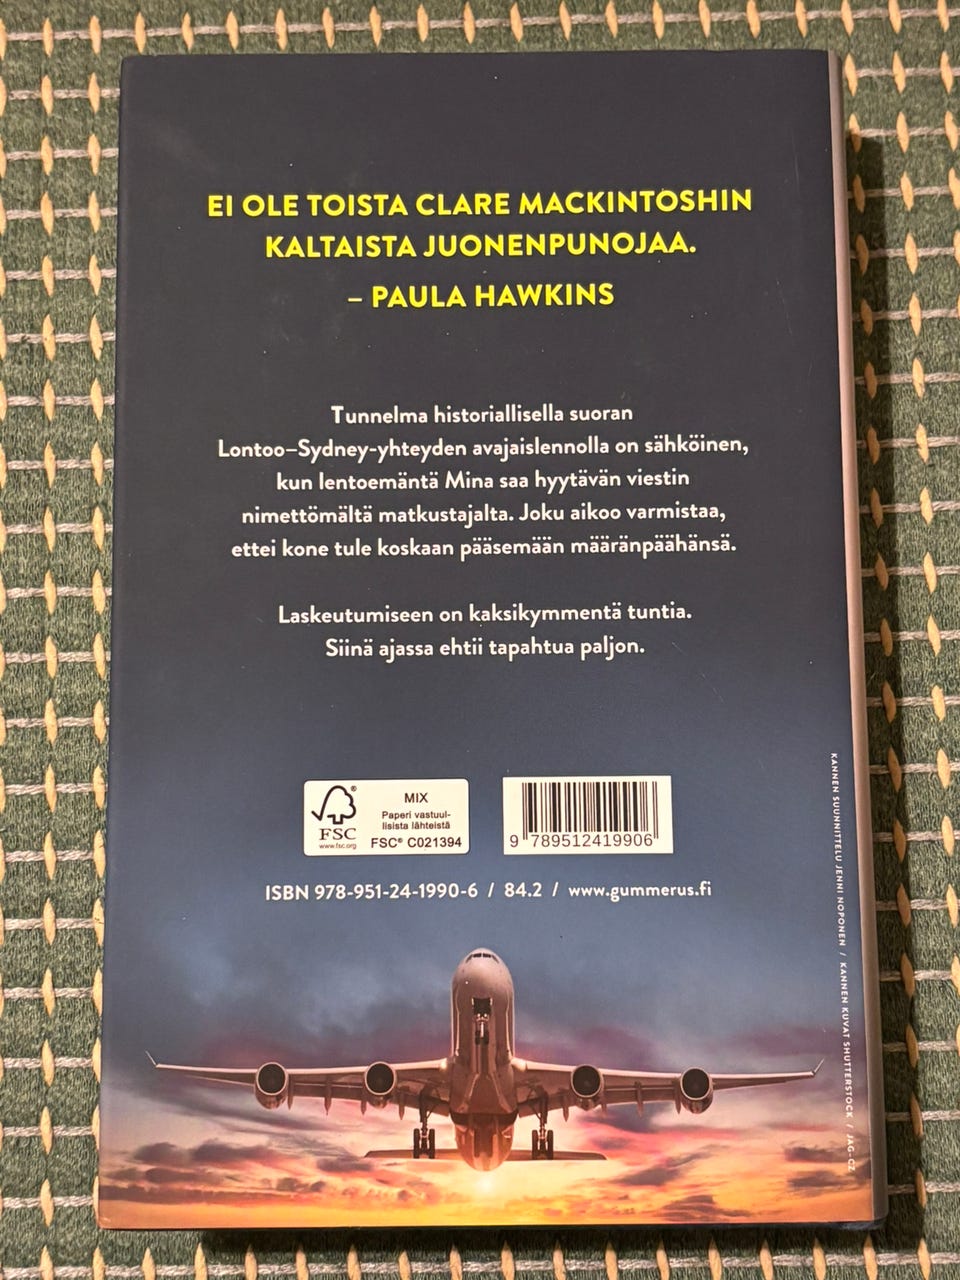 EI OLE TOISTA CLARE MACKINTOSHIN
KALTAISTA JUONENPUNOJAA.
– PAULA HAWKINS
Tunnelma historiallisella suoran
Lontoo–Sydney-yhteyden avajaislennolla on sähköinen,
kun lentoemäntä Mina saa hyytävän viestin
nimettömältä matkustajalta. Joku aikoo varmistaa,
ettei kone tule koskaan pääsemään määränpäähänsä.
Laskeutumiseen on kaksikymmentä tuntia.
Siinä ajassa ehtii tapahtua paljon.
FSC
www.fsc.org
MIX
Paperi vastuul-
lisista lähteistä
FSC® C021394
9 789512419906
ISBN 978-951-24-1990-6 / 84.2 / www.gummerus.fi
KANNEN SUUNNITTELU JENNI NOPONEN / KANNEN KUVAT SHUTTERSTOCK / JAG-CZ